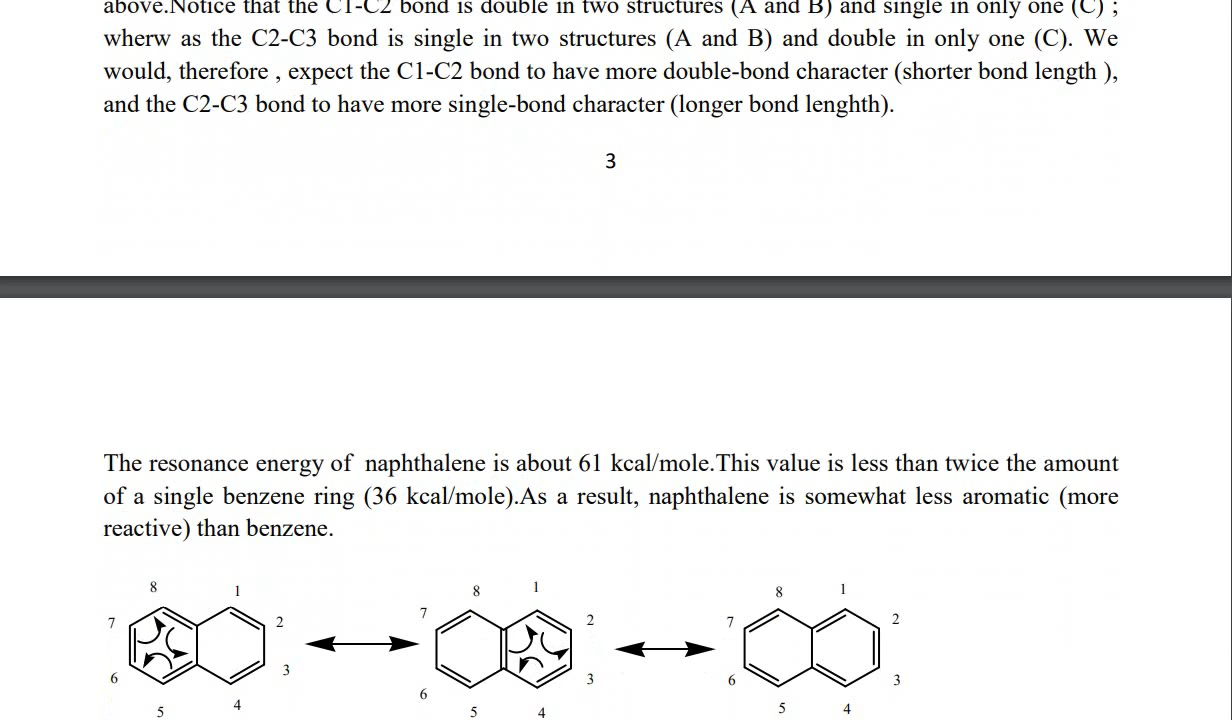 above.Notice that the C1-C2 bond is double in two structures (A and B) and single in only one (C) ;
wherw as the C2-C3 bond is single in two structures (A and B) and double in only one (C). We
would, therefore , expect the C1-C2 bond to have more double-bond character (shorter bond length ),
and the C2-C3 bond to have more single-bond character (longer bond lenghth).
3
The resonance energy of naphthalene is about 61 kcal/mole.This value is less than twice the amount
of a single benzene ring (36 kcal/mole).As a result, naphthalene is somewhat less aromatic (more
reactive) than benzene.
8 1 8 1 8 1
7 2 7 2 7 2
6 3 6 3 6 3
5 4 5 4 5 4